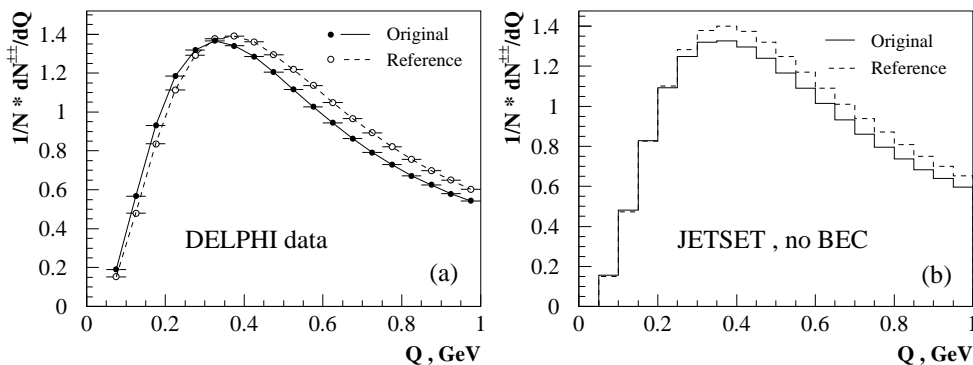 1/N * dN±±/dQ
1.4
1.2
1
0.8
0.6
0.4
0.2
0
Original
Reference
DELPHI data
(a)
0 0.2 0.4 0.6 0.8 1
Q , GeV
1/N * dN±±/dQ
1.4
1.2
1
0.8
0.6
0.4
0.2
0
Original
Reference
JETSET , no BEC
(b)
0 0.2 0.4 0.6 0.8 1
Q , GeV